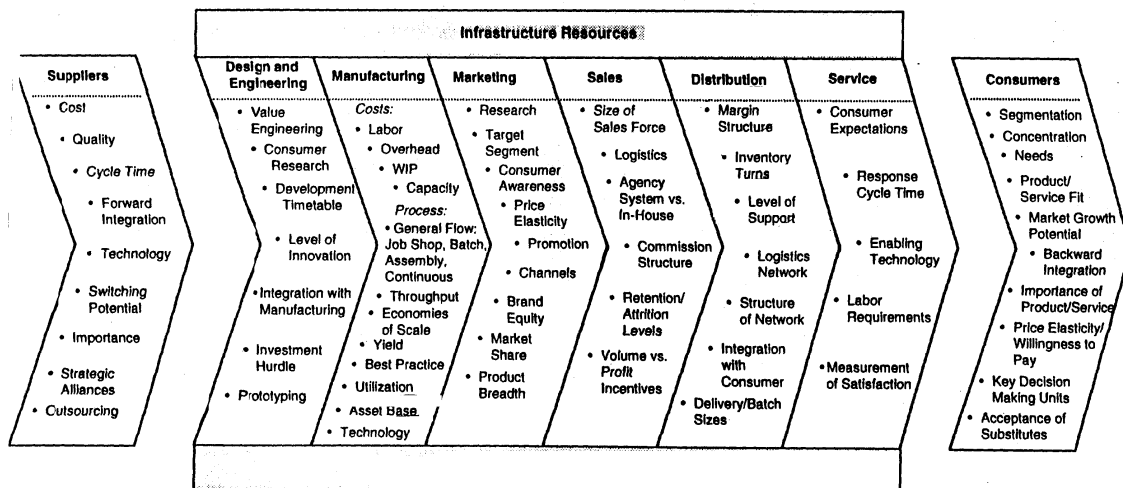 Infrastructure Resources
Suppliers
• Cost
• Quality
• Cycle Time
• Forward
Integration
• Technology
• Switching
Potential
• Importance
• Strategic
Alliances
• Outsourcing
Design and
Engineering
• Value
Engineering
• Consumer
Research
• Development
Timetable
• Level of
Innovation
• Integration with
Manufacturing
• Investment
Hurdle
• Prototyping
Manufacturing
Costs:
• Labor
• Overhead
• WIP
• Capacity
Process:
• General Flow:
Job Shop, Batch,
Assembly,
Continuous
• Throughput
• Economies
of Scale
• Yield
• Best Practice
• Utilization
• Asset Base
• Technology
Marketing
• Research
• Target
Segment
• Consumer
Awareness
• Price
Elasticity
• Promotion
• Channels
• Brand
Equity
• Market
Share
• Product
Breadth
Sales
• Size of
Sales Force
• Logistics
• Agency
System vs.
In-House
• Commission
Structure
• Retention/
Attrition
Levels
• Volume vs.
Profit
Incentives
Distribution
• Margin
Structure
• Inventory
Turns
• Level of
Support
• Logistics
Network
• Structure
of Network
• Integration
with
Consumer
• Delivery/Batch
Sizes
Service
• Consumer
Expectations
• Response
Cycle Time
• Enabling
Technology
• Labor
Requirements
• Measurement
of Satisfaction
Consumers
• Segmentation
• Concentration
• Needs
• Product/
Service Fit
• Market Growth
Potential
• Backward
Integration
• Importance of
Product/Service
• Price Elasticity/
Willingness to
Pay
• Key Decision
Making Units
• Acceptance of
Substitutes